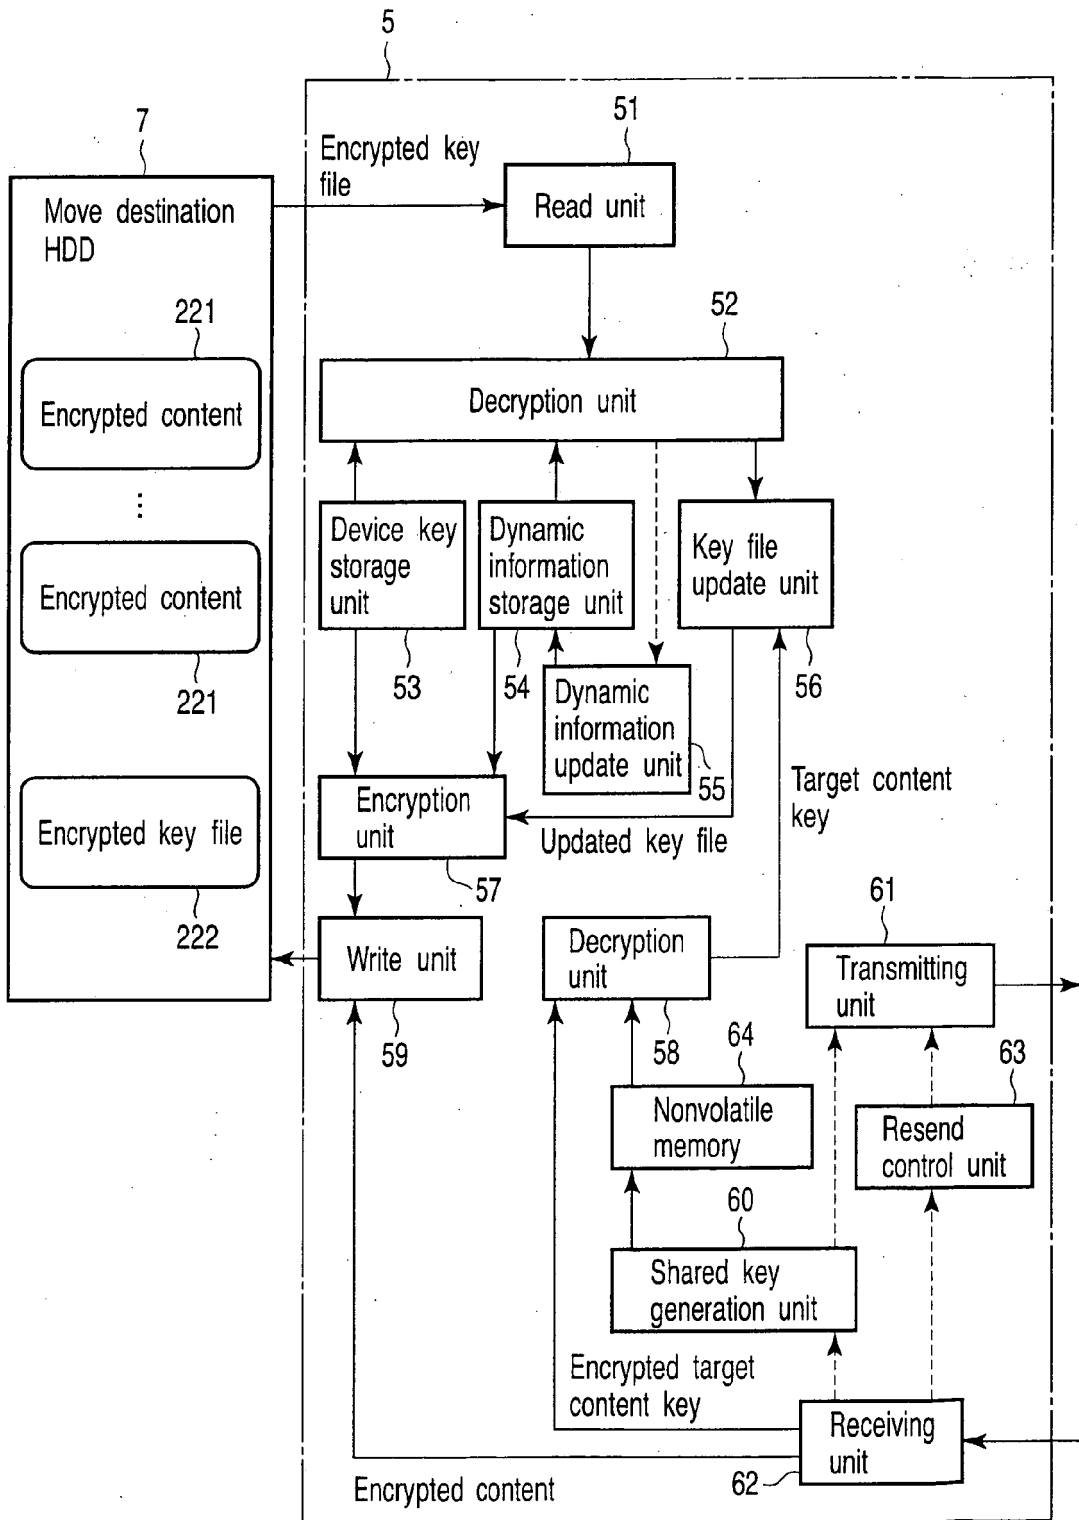 5
7
51
Encrypted key
file
Move destination
HDD
Read unit
221
52
Encrypted content
Decryption unit
...
Device key
storage
unit
Dynamic
information
storage unit
Key file
update unit
Encrypted content
221
53
54
56
Dynamic
information
update unit
55
Target content
key
Encrypted key file
222
Encryption
unit
Updated key file
57
61
Write unit
Decryption
unit
Transmitting
unit
59
58
64
63
Nonvolatile
memory
Resend
control unit
60
Shared key
generation unit
Encrypted target
content key
Receiving
unit
62
Encrypted content